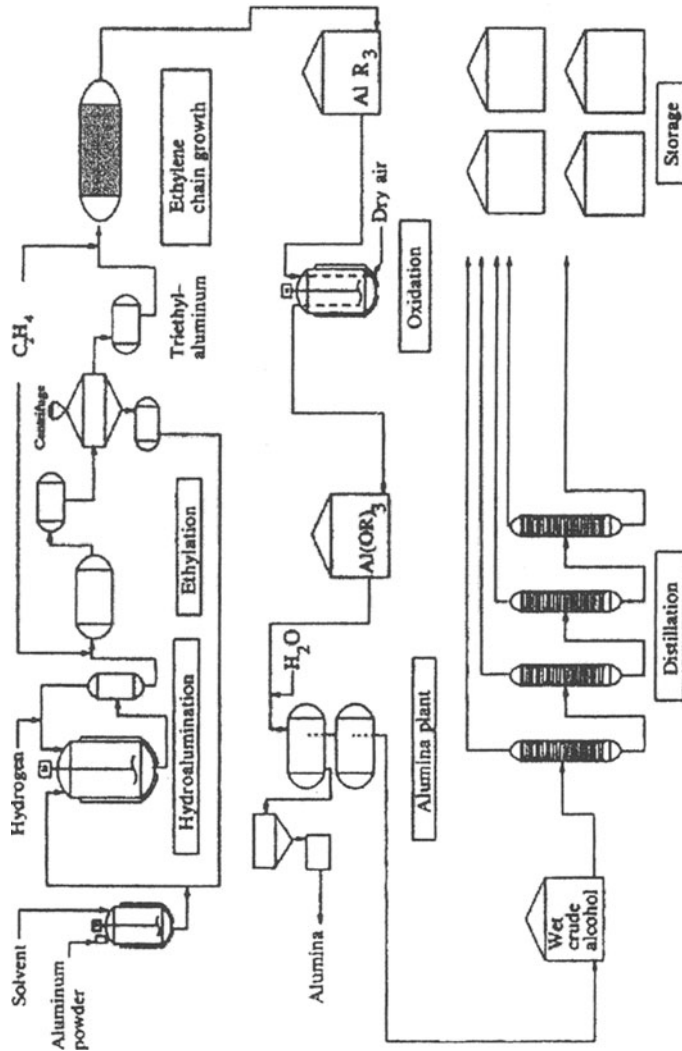 Solvent
Aluminum
powder
Hydrogen
Hydroalumination
Ethylation
Centrifuge
C2H4
Triethyl-
aluminum
Ethylene
chain growth
Al R3
Dry air
Oxidation
Al(OR)3
H2O
Alumina plant
Alumina
Wet
crude
alcohol
Distillation
Storage